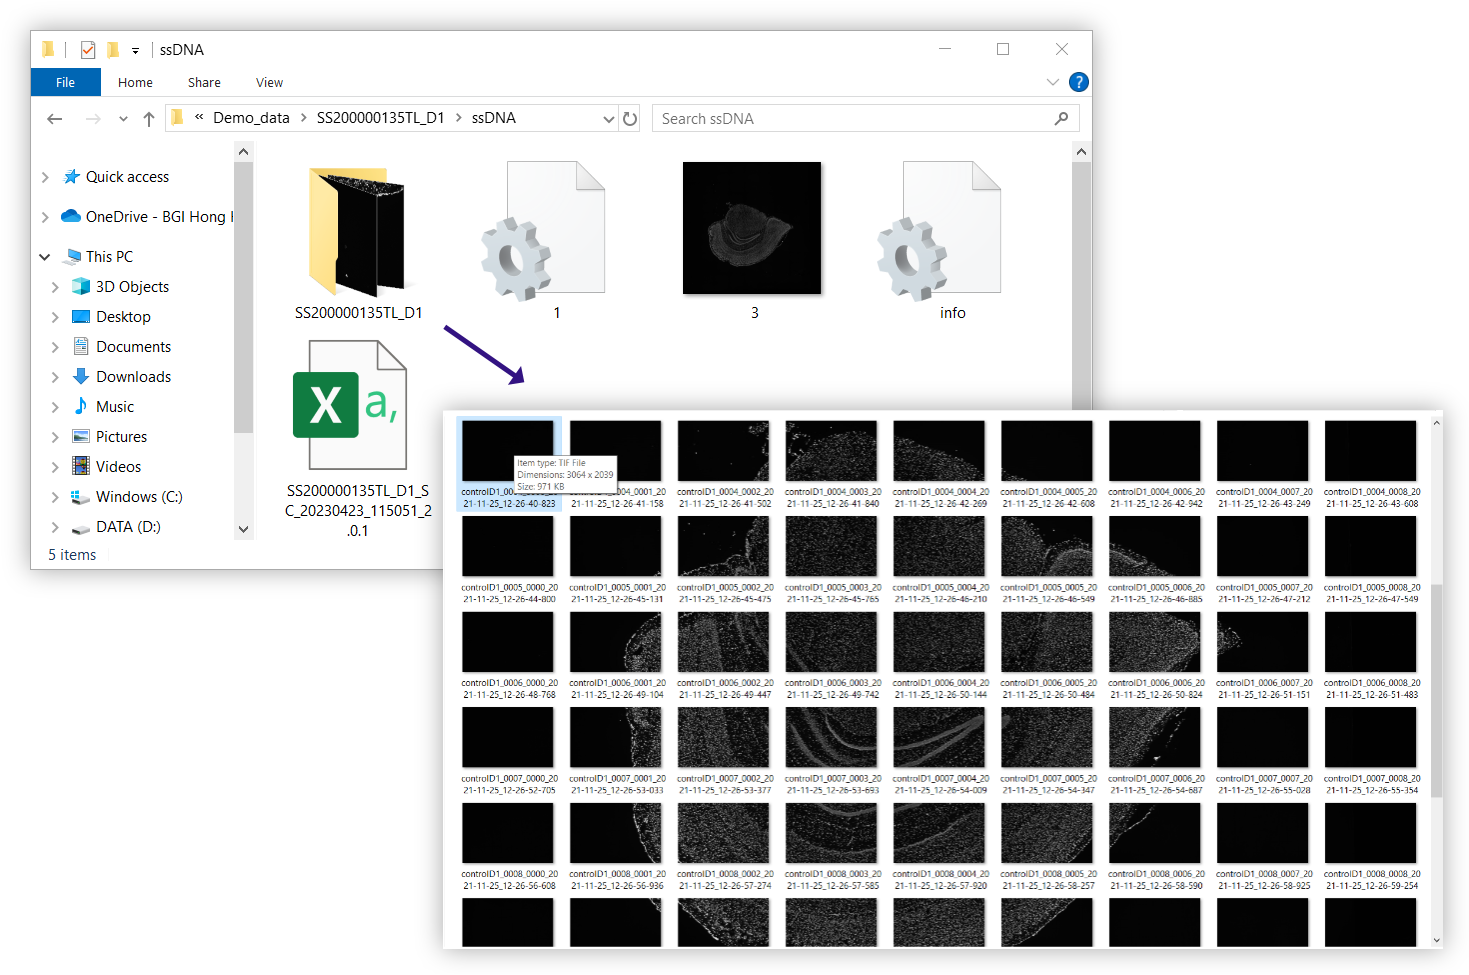 ssDNA
File Home Share View
?
« Demo_data > SS200000135TL_D1 > ssDNA
Search ssDNA
Quick access
OneDrive - BGI Hong
This PC
3D Objects
Desktop
Documents
Downloads
Music
Pictures
Videos
Windows (C:)
DATA (D:)
5 items
SS200000135TL_D1
1
3
info
X a,
SS200000135TL_D1_S
C_20230423_115051_2
.0.1
Item type: TIF File
Dimensions: 3064 x 2039
Size: 971 KB
21-11-25_12-26-40-823 21-11-25_12-26-41-158 21-11-25_12-26-41-502 21-11-25_12-26-41-840 21-11-25_12-26-42-269 21-11-25_12-26-42-608 21-11-25_12-26-42-942 21-11-25_12-26-43-249 21-11-25_12-26-43-608
controlD1_0004_0002_20 controlD1_0004_0003_20 controlD1_0004_0004_20 controlD1_0004_0005_20 controlD1_0004_0006_20 controlD1_0004_0007_20 controlD1_0004_0008_20
controlD1_0005_0000_20 controlD1_0005_0001_20 controlD1_0005_0002_20 controlD1_0005_0003_20 controlD1_0005_0004_20 controlD1_0005_0005_20 controlD1_0005_0006_20 controlD1_0005_0007_20 controlD1_0005_0008_20
21-11-25_12-26-44-800 21-11-25_12-26-45-131 21-11-25_12-26-45-475 21-11-25_12-26-45-765 21-11-25_12-26-46-210 21-11-25_12-26-46-549 21-11-25_12-26-46-885 21-11-25_12-26-47-212 21-11-25_12-26-47-549
controlD1_0006_0000_20 controlD1_0006_0001_20 controlD1_0006_0002_20 controlD1_0006_0003_20 controlD1_0006_0004_20 controlD1_0006_0005_20 controlD1_0006_0006_20 controlD1_0006_0007_20 controlD1_0006_0008_20
21-11-25_12-26-48-768 21-11-25_12-26-49-104 21-11-25_12-26-49-447 21-11-25_12-26-49-742 21-11-25_12-26-50-144 21-11-25_12-26-50-484 21-11-25_12-26-50-824 21-11-25_12-26-51-151 21-11-25_12-26-51-483
controlD1_0007_0000_20 controlD1_0007_0001_20 controlD1_0007_0002_20 controlD1_0007_0003_20 controlD1_0007_0004_20 controlD1_0007_0005_20 controlD1_0007_0006_20 controlD1_0007_0007_20 controlD1_0007_0008_20
21-11-25_12-26-52-705 21-11-25_12-26-53-033 21-11-25_12-26-53-377 21-11-25_12-26-53-693 21-11-25_12-26-54-009 21-11-25_12-26-54-347 21-11-25_12-26-54-687 21-11-25_12-26-55-028 21-11-25_12-26-55-354
controlD1_0008_0000_20 controlD1_0008_0001_20 controlD1_0008_0002_20 controlD1_0008_0003_20 controlD1_0008_0004_20 controlD1_0008_0005_20 controlD1_0008_0006_20 controlD1_0008_0007_20 controlD1_0008_0008_20
21-11-25_12-26-56-608 21-11-25_12-26-56-936 21-11-25_12-26-57-274 21-11-25_12-26-57-585 21-11-25_12-26-57-920 21-11-25_12-26-58-257 21-11-25_12-26-58-590 21-11-25_12-26-58-925 21-11-25_12-26-59-254